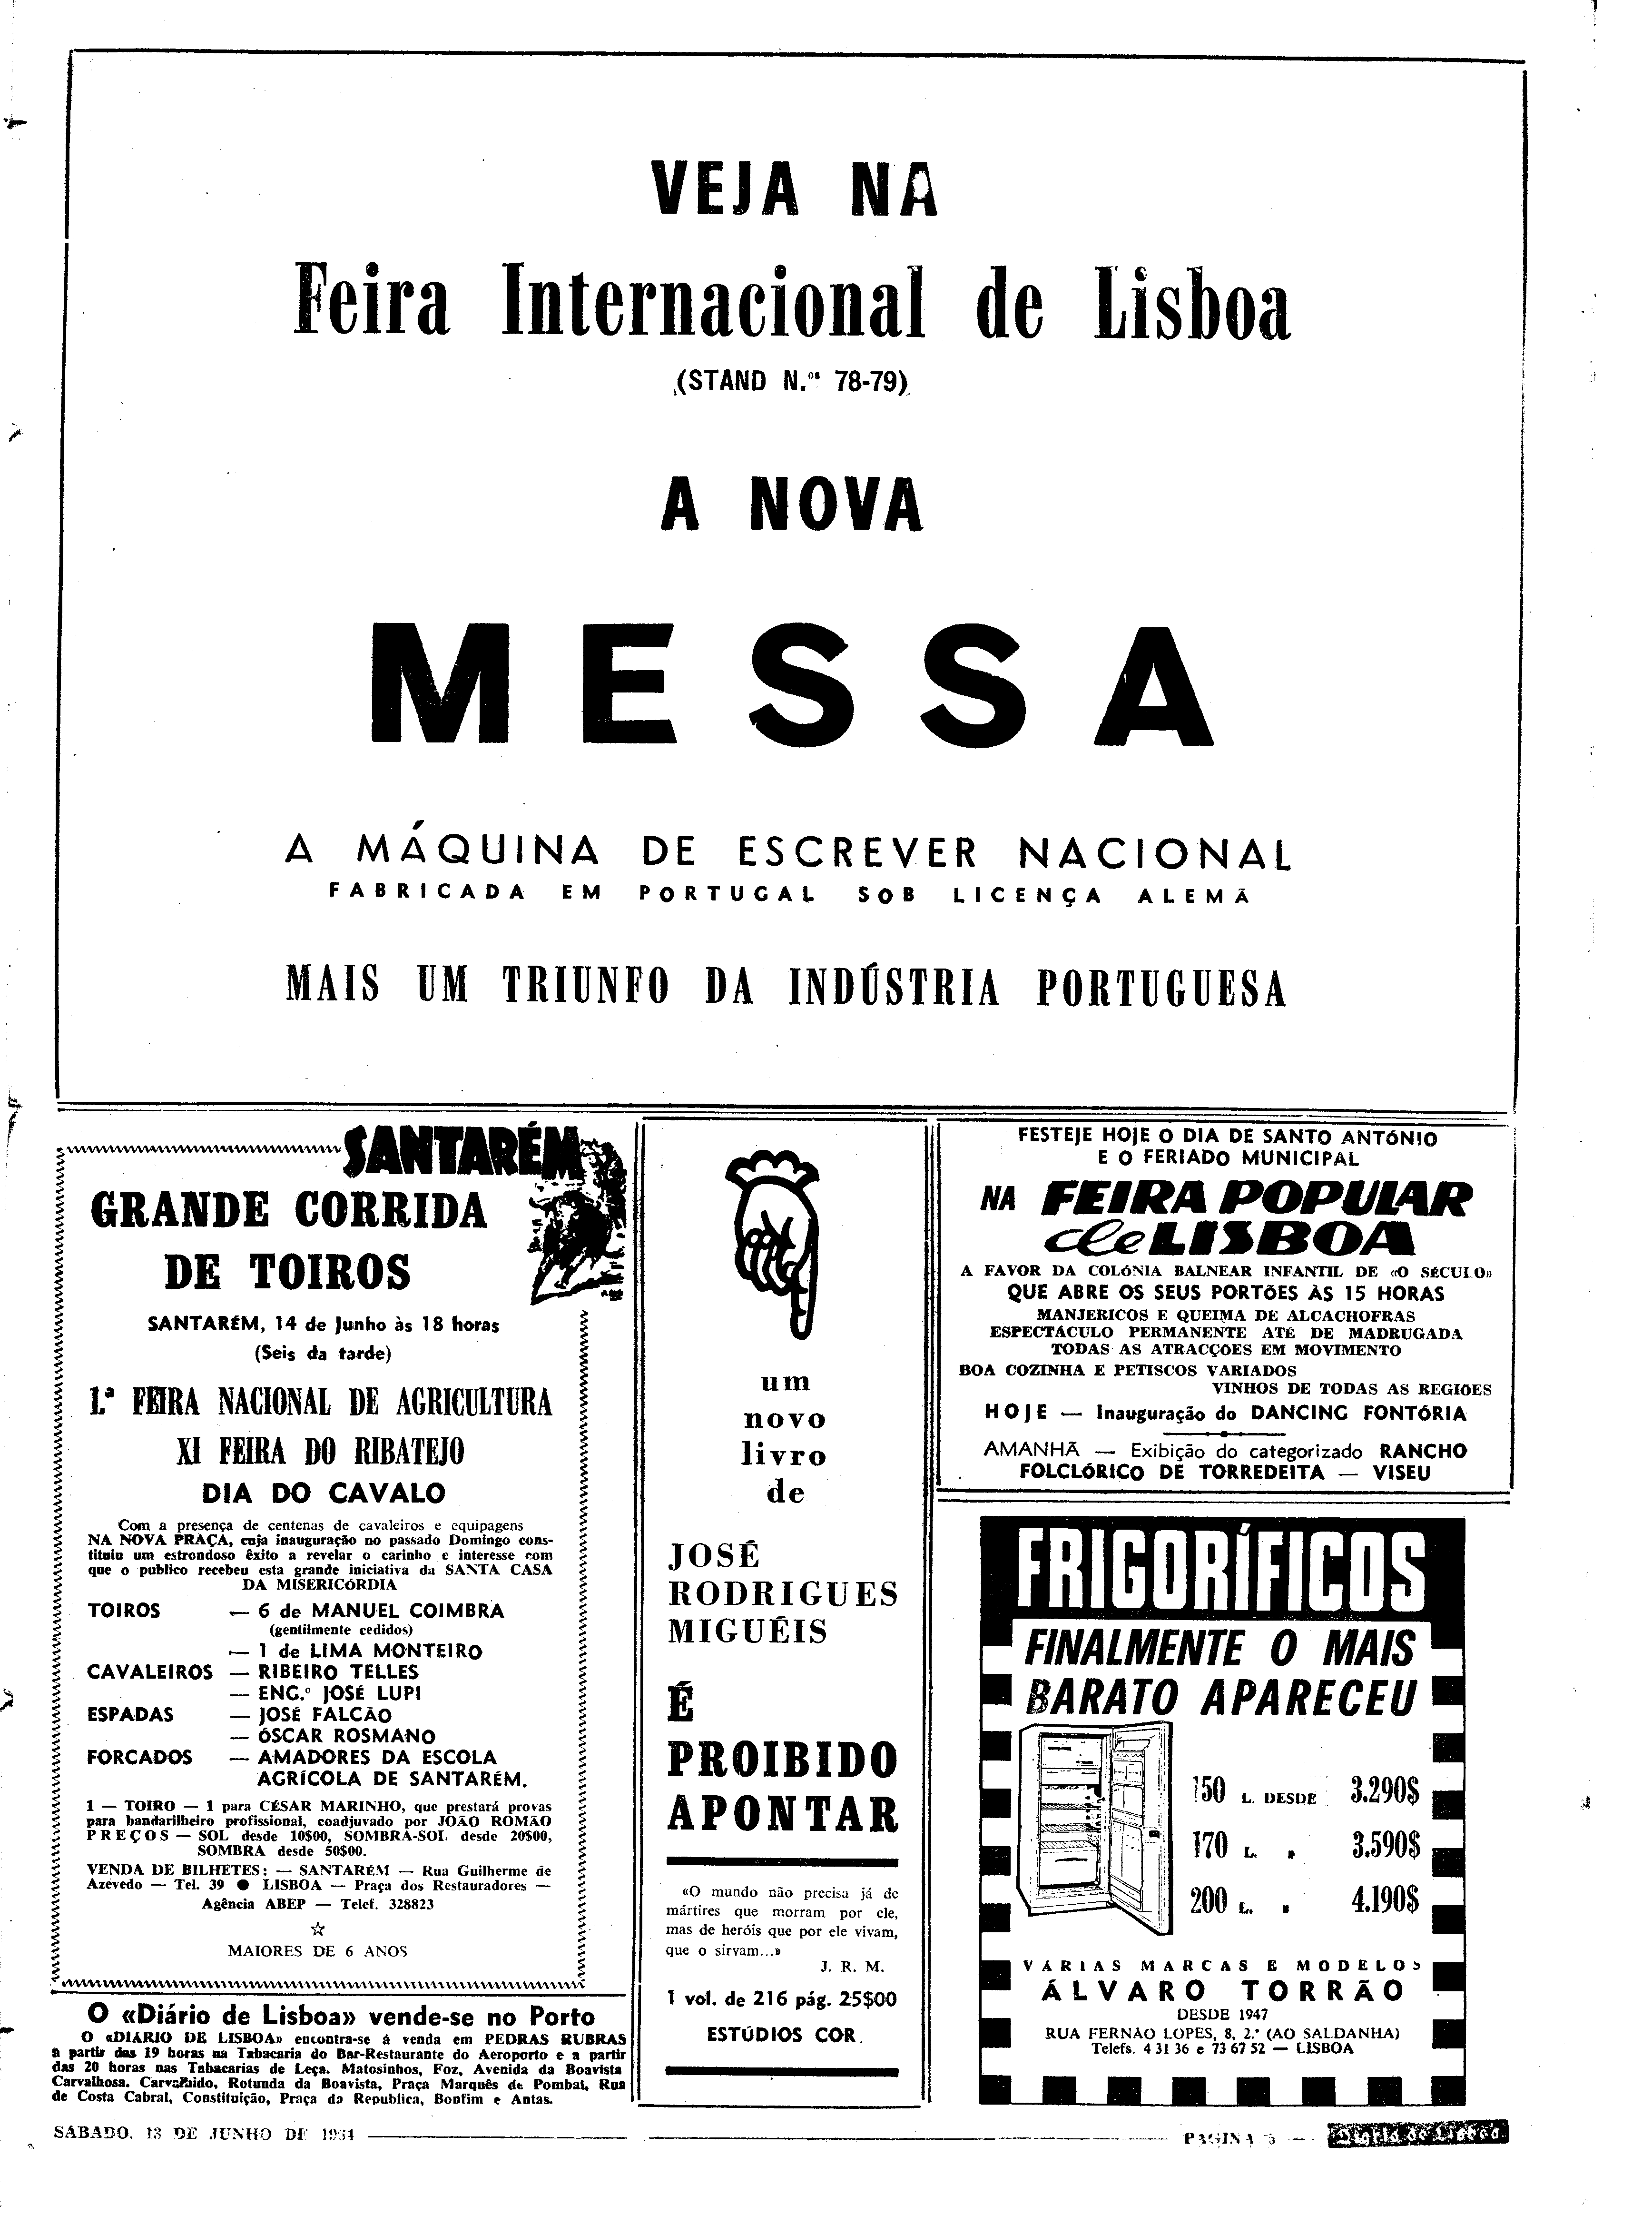 VEJA NA
Feira Internacional de Lisboa
(STAND N.os 78-79)
A NOVA
MESSA
A MÁQUINA DE ESCREVER NACIONAL
FABRICADA EM PORTUGAL SOB LICENÇA ALEMÃ
MAIS UM TRIUNFO DA INDÚSTRIA PORTUGUESA
SANTARÉM
GRANDE CORRIDA
DE TOIROS
SANTARÉM, 14 de Junho às 18 horas
(Seis da tarde)
1.ª FEIRA NACIONAL DE AGRICULTURA
XI FEIRA DO RIBATEJO
DIA DO CAVALO
Com a presença de centenas de cavaleiros e equipagens
NA NOVA PRAÇA, cuja inauguração no passado Domingo cons-
tituiu um estrondoso êxito a revelar o carinho e interesse com
que o publico recebeu esta grande iniciativa da SANTA CASA
DA MISERICÓRDIA
TOIROS — 6 de MANUEL COIMBRA
(gentilmente cedidos)
— 1 de LIMA MONTEIRO
CAVALEIROS — RIBEIRO TELLES
— ENG.º JOSÉ LUPI
ESPADAS — JOSÉ FALCÃO
— ÓSCAR ROSMANO
FORCADOS — AMADORES DA ESCOLA
AGRÍCOLA DE SANTARÉM.
1 — TOIRO — 1 para CÉSAR MARINHO, que prestará provas
para bandarilheiro profissional, coadjuvado por JOÃO ROMÃO
PREÇOS — SOL desde 10$00, SOMBRA-SOL desde 20$00,
SOMBRA desde 50$00.
VENDA DE BILHETES: — SANTARÉM — Rua Guilherme de
Azevedo — Tel. 39 ● LISBOA — Praça dos Restauradores —
Agência ABEP — Telef. 328823
☆
MAIORES DE 6 ANOS
O «Diário de Lisboa» vende-se no Porto
O «DIÁRIO DE LISBOA» encontra-se á venda em PEDRAS RUBRAS
a partir das 19 horas na Tabacaria do Bar-Restaurante do Aeroporto e a partir
das 20 horas nas Tabacarias de Leça. Matosinhos, Foz, Avenida da Boavista
Carvalhosa. Carvalhido, Rotunda da Boavista, Praça Marquês de Pombal, Rua
de Costa Cabral, Constituição, Praça da Republica, Bonfim e Antas.
um
novo
livro
de
JOSÉ
RODRIGUES
MIGUÉIS
É
PROIBIDO
APONTAR
«O mundo não precisa já de
mártires que morram por ele,
mas de heróis que por ele vivam,
que o sirvam...»
J. R. M.
1 vol. de 216 pág. 25$00
ESTÚDIOS COR.
FESTEJE HOJE O DIA DE SANTO ANTÓNIO
E O FERIADO MUNICIPAL
NA FEIRA POPULAR
de LISBOA
A FAVOR DA COLÓNIA BALNEAR INFANTIL DE «O SÉCULO»
QUE ABRE OS SEUS PORTÕES ÀS 15 HORAS
MANJERICOS E QUEIMA DE ALCACHOFRAS
ESPECTÁCULO PERMANENTE ATÉ DE MADRUGADA
TODAS AS ATRACÇOES EM MOVIMENTO
BOA COZINHA E PETISCOS VARIADOS
VINHOS DE TODAS AS REGIOES
HOJE — Inauguração do DANCING FONTÓRIA
AMANHÃ — Exibição do categorizado RANCHO
FOLCLÓRICO DE TORREDEITA — VISEU
FRIGORÍFICOS
FINALMENTE O MAIS
BARATO APARECEU
150 L. DESDE 3.290$
170 L. » 3.590$
200 L. » 4.190$
VÁRIAS MARCAS E MODELOS
ÁLVARO TORRÃO
DESDE 1947
RUA FERNAO LOPES, 8, 2.º (AO SALDANHA)
Telefs. 4 31 36 e 73 67 52 — LISBOA
SÁBADO, 13 DE JUNHO DE 1964
PAGINA 5 — Diário de Lisboa